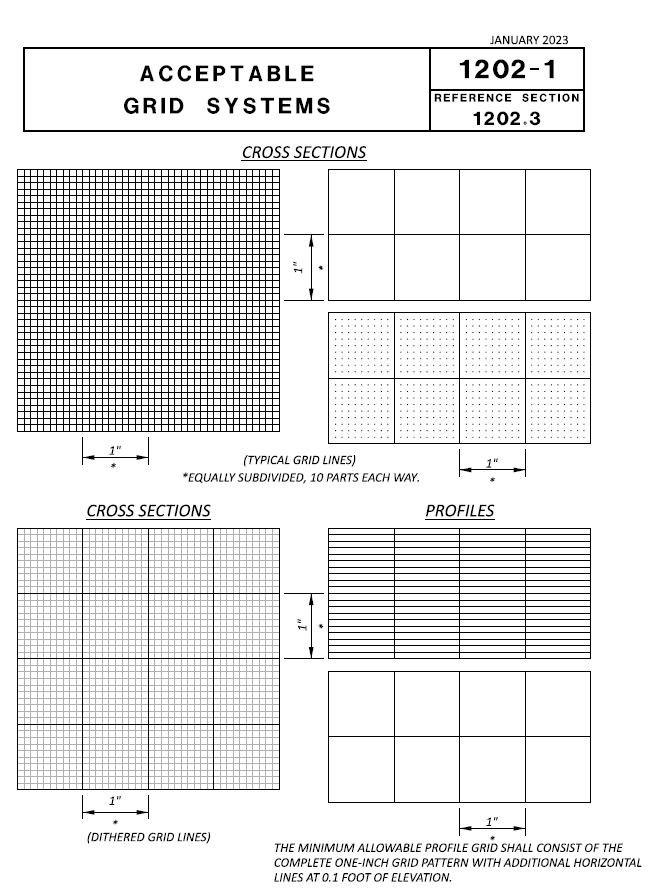 JANUARY 2023
ACCEPTABLE
GRID SYSTEMS
1202-1
REFERENCE SECTION
1202.3
CROSS SECTIONS
1"
*
1"
*
(TYPICAL GRID LINES)
*EQUALLY SUBDIVIDED, 10 PARTS EACH WAY.
1"
*
CROSS SECTIONS
PROFILES
1"
*
1"
*
(DITHERED GRID LINES)
1"
*
THE MINIMUM ALLOWABLE PROFILE GRID SHALL CONSIST OF THE
COMPLETE ONE-INCH GRID PATTERN WITH ADDITIONAL HORIZONTAL
LINES AT 0.1 FOOT OF ELEVATION.